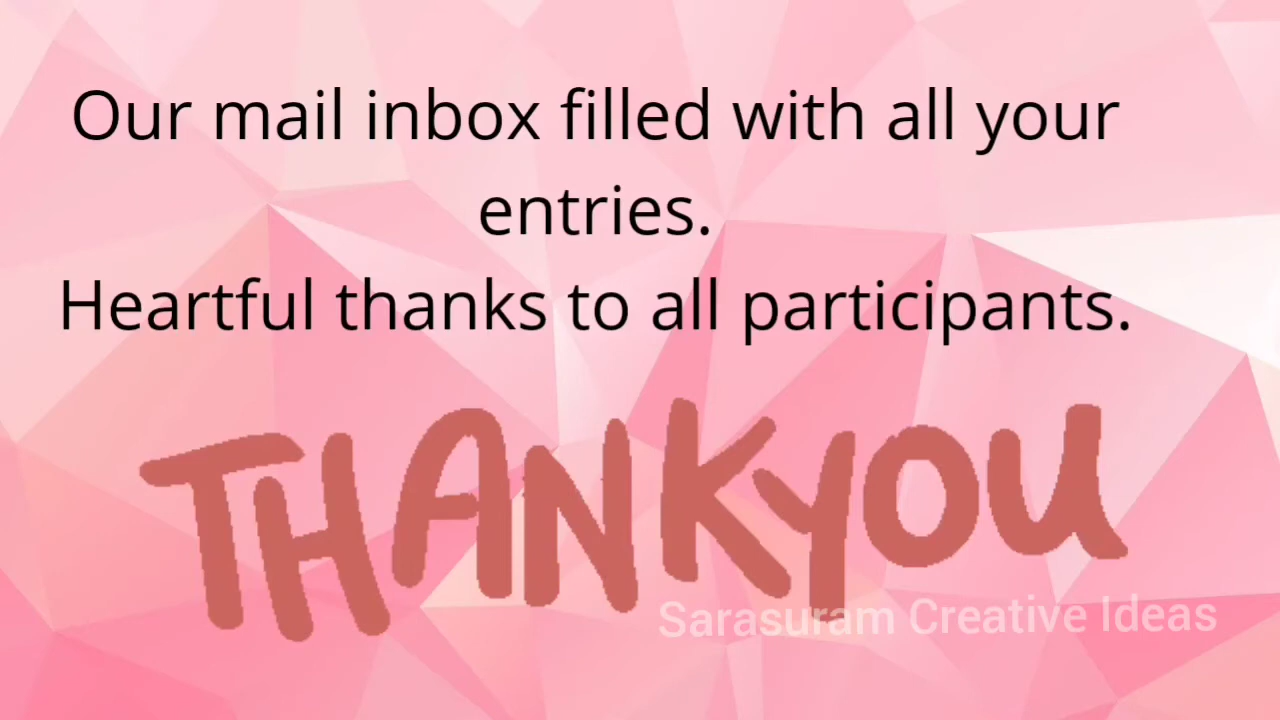 Our mail inbox filled with all your
entries.
Heartful thanks to all participants.
THANKYOU
Sarasuram Creative Ideas